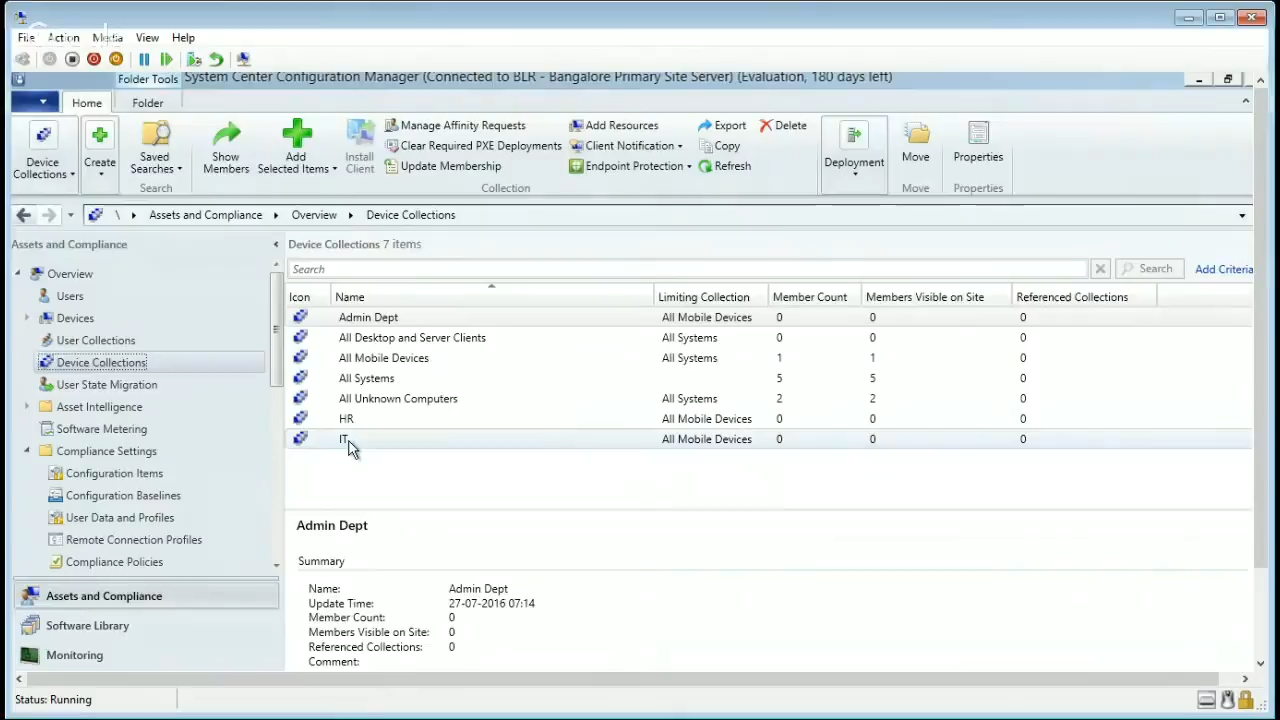 File Action Media View Help
Folder Tools System Center Configuration Manager (Connected to BLR - Bangalore Primary Site Server) (Evaluation, 180 days left)
Home Folder
Device Collections
Create
Saved Searches
Search
Show Members
Add Selected Items
Install Client
Manage Affinity Requests
Clear Required PXE Deployments
Update Membership
Add Resources
Client Notification
Endpoint Protection
Export
Copy
Refresh
Delete
Collection
Deployment
Move
Move
Properties
Properties
\ Assets and Compliance Overview Device Collections
Assets and Compliance
Overview
Users
Devices
User Collections
Device Collections
User State Migration
Asset Intelligence
Software Metering
Compliance Settings
Configuration Items
Configuration Baselines
User Data and Profiles
Remote Connection Profiles
Compliance Policies
Assets and Compliance
Software Library
Monitoring
Device Collections 7 items
Search Search Add Criteria
Icon Name Limiting Collection Member Count Members Visible on Site Referenced Collections
Admin Dept All Mobile Devices 0 0 0
All Desktop and Server Clients All Systems 0 0 0
All Mobile Devices All Systems 1 1 0
All Systems 5 5 0
All Unknown Computers All Systems 2 2 0
HR All Mobile Devices 0 0 0
IT All Mobile Devices 0 0 0
Admin Dept
Summary
Name: Admin Dept
Update Time: 27-07-2016 07:14
Member Count: 0
Members Visible on Site: 0
Referenced Collections: 0
Comment:
Status: Running